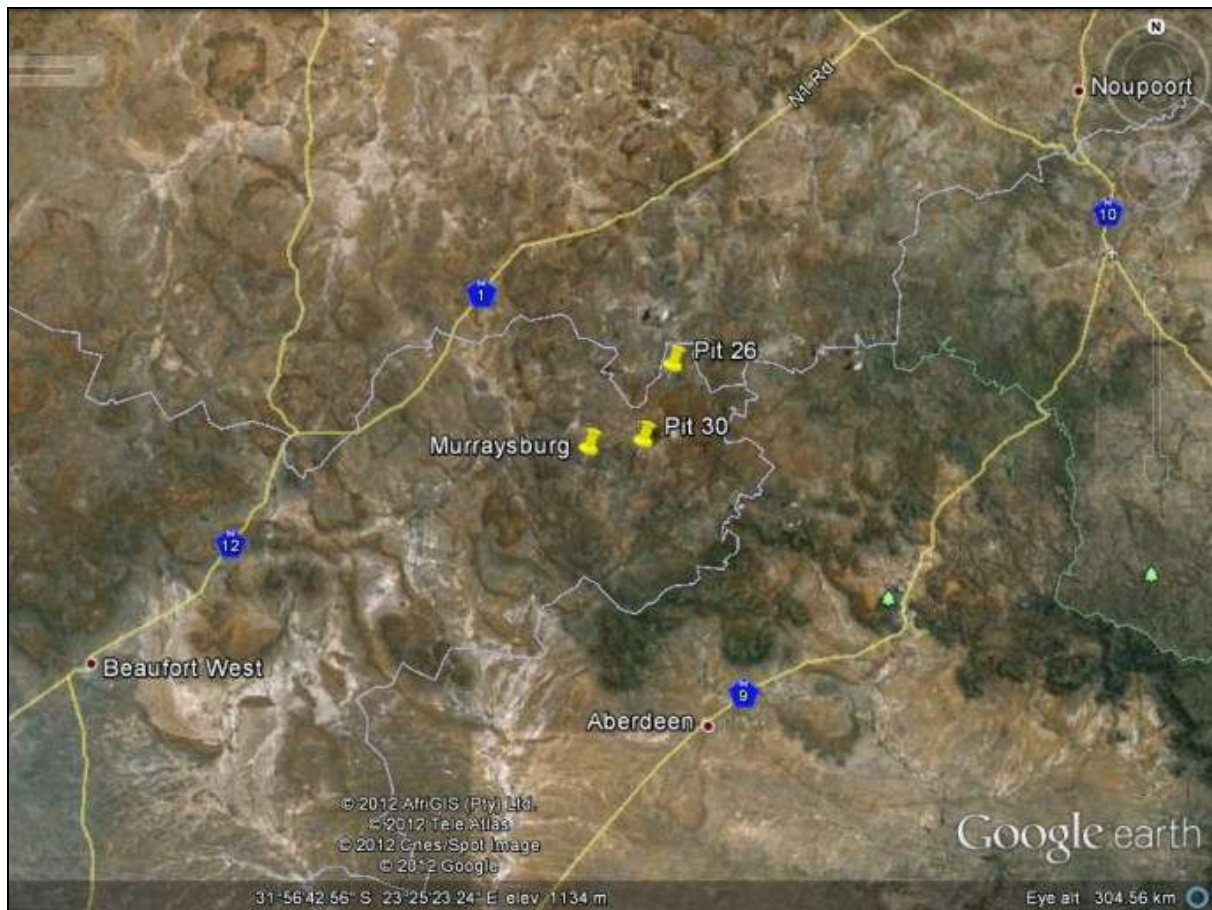 N
Noupoort
N1-Rd
N
10
N
1
Pit 26
Pit 30
Murraysburg
N
12
Beaufort West
N
9
Aberdeen
© 2012 AfriGIS (Pty) Ltd.
© 2012 Tele Atlas
© 2012 Cnes/Spot Image
© 2012 Google
Google earth
31°56'42.56" S 23°25'23.24" E elev 1134 m
Eye alt 304.56 km